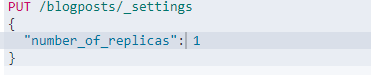 PUT /blogposts/_settings
{
"number_of_replicas": 1
}